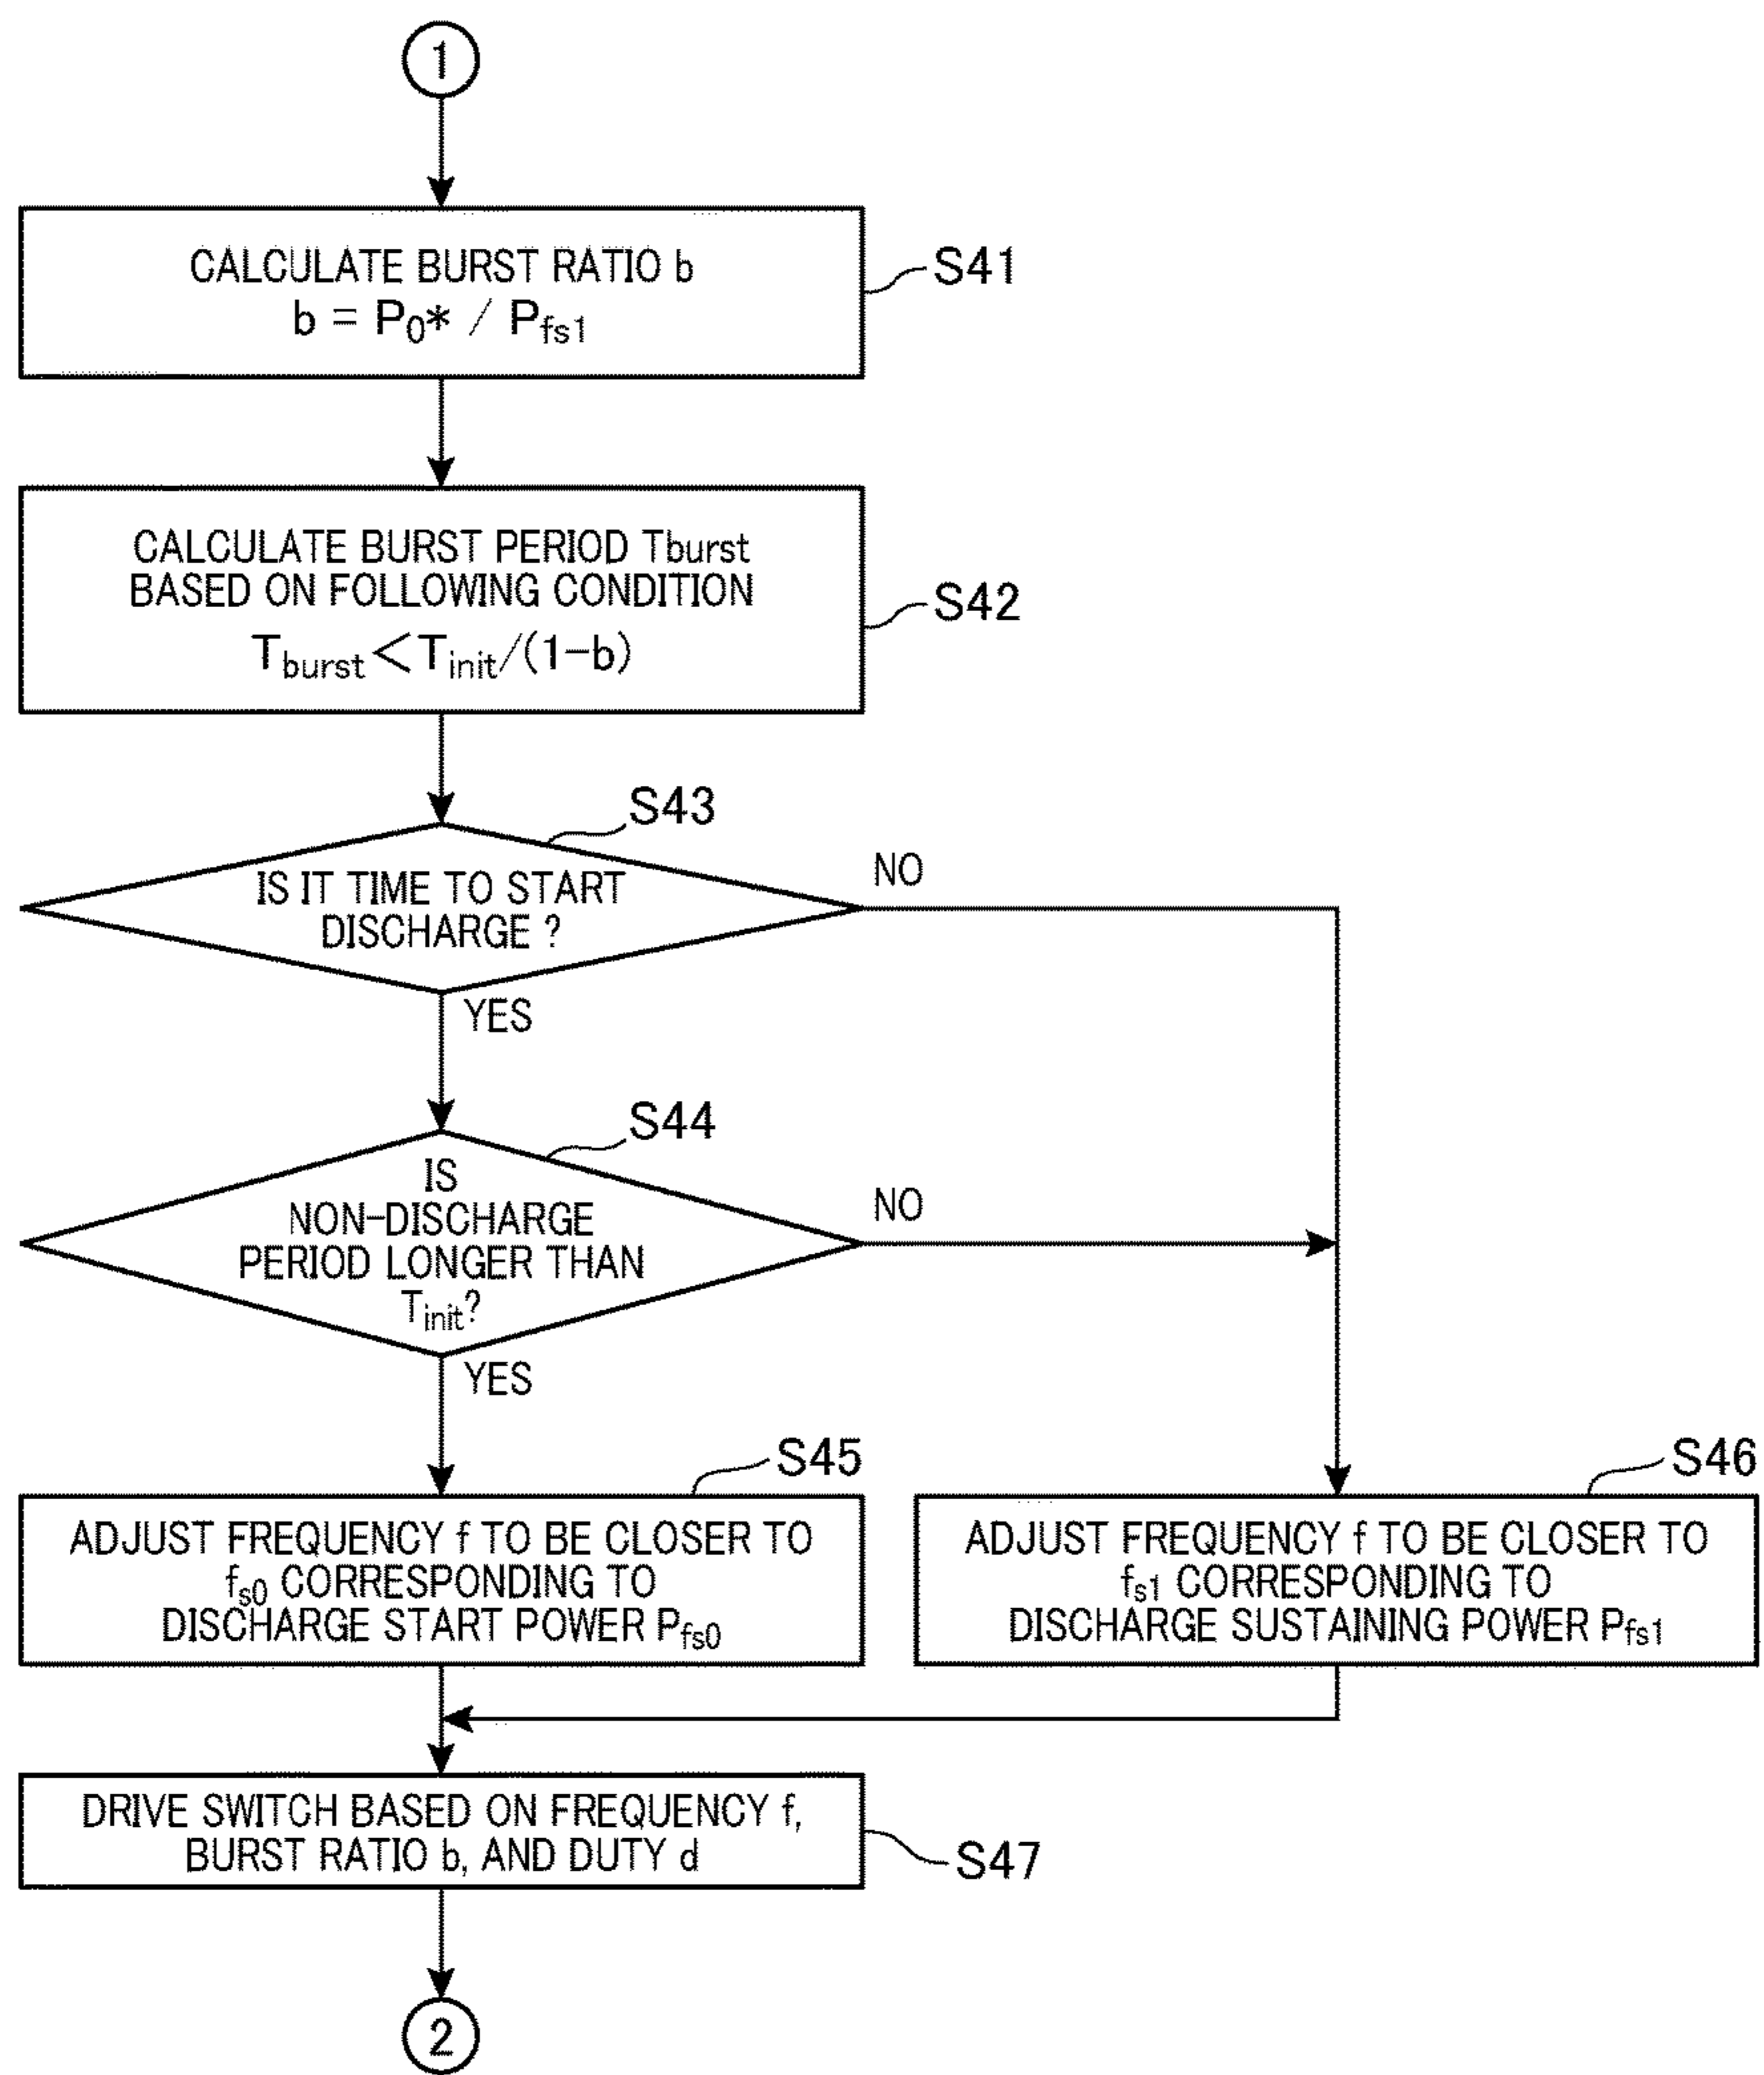 1
CALCULATE BURST RATIO b
b = P0* / Pfs1
S41
CALCULATE BURST PERIOD Tburst
BASED ON FOLLOWING CONDITION
Tburst<Tinit/(1-b)
S42
S43
IS IT TIME TO START
DISCHARGE ?
NO
YES
S44
IS
NON-DISCHARGE
PERIOD LONGER THAN
Tinit?
NO
YES
S45
ADJUST FREQUENCY f TO BE CLOSER TO
fs0 CORRESPONDING TO
DISCHARGE START POWER Pfs0
S46
ADJUST FREQUENCY f TO BE CLOSER TO
fs1 CORRESPONDING TO
DISCHARGE SUSTAINING POWER Pfs1
DRIVE SWITCH BASED ON FREQUENCY f,
BURST RATIO b, AND DUTY d
S47
2